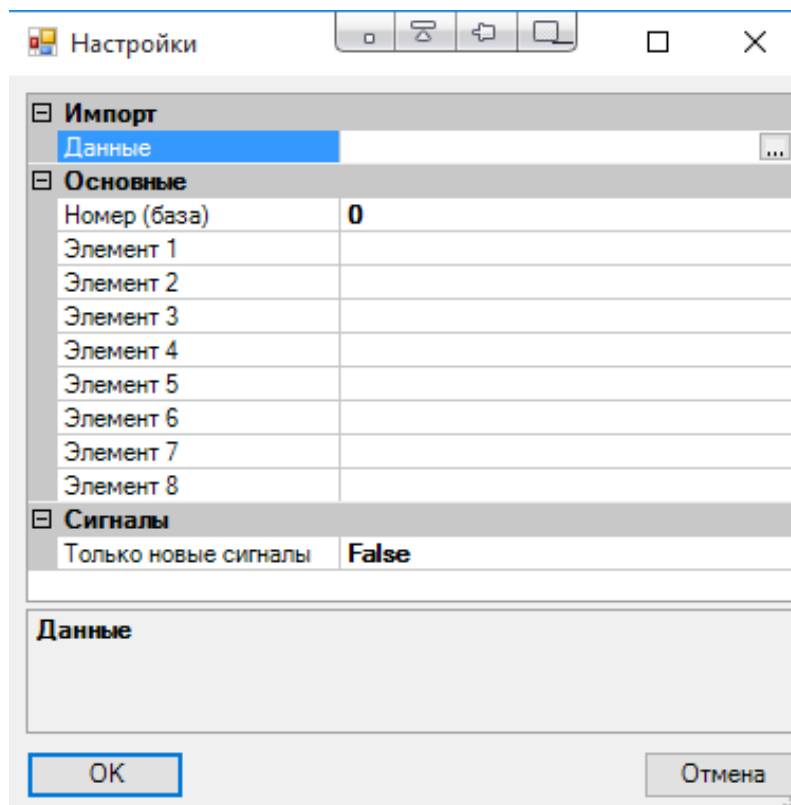 Настройки
Импорт
Данные ...
Основные
Номер (база) 0
Элемент 1
Элемент 2
Элемент 3
Элемент 4
Элемент 5
Элемент 6
Элемент 7
Элемент 8
Сигналы
Только новые сигналы False
Данные
OK Отмена